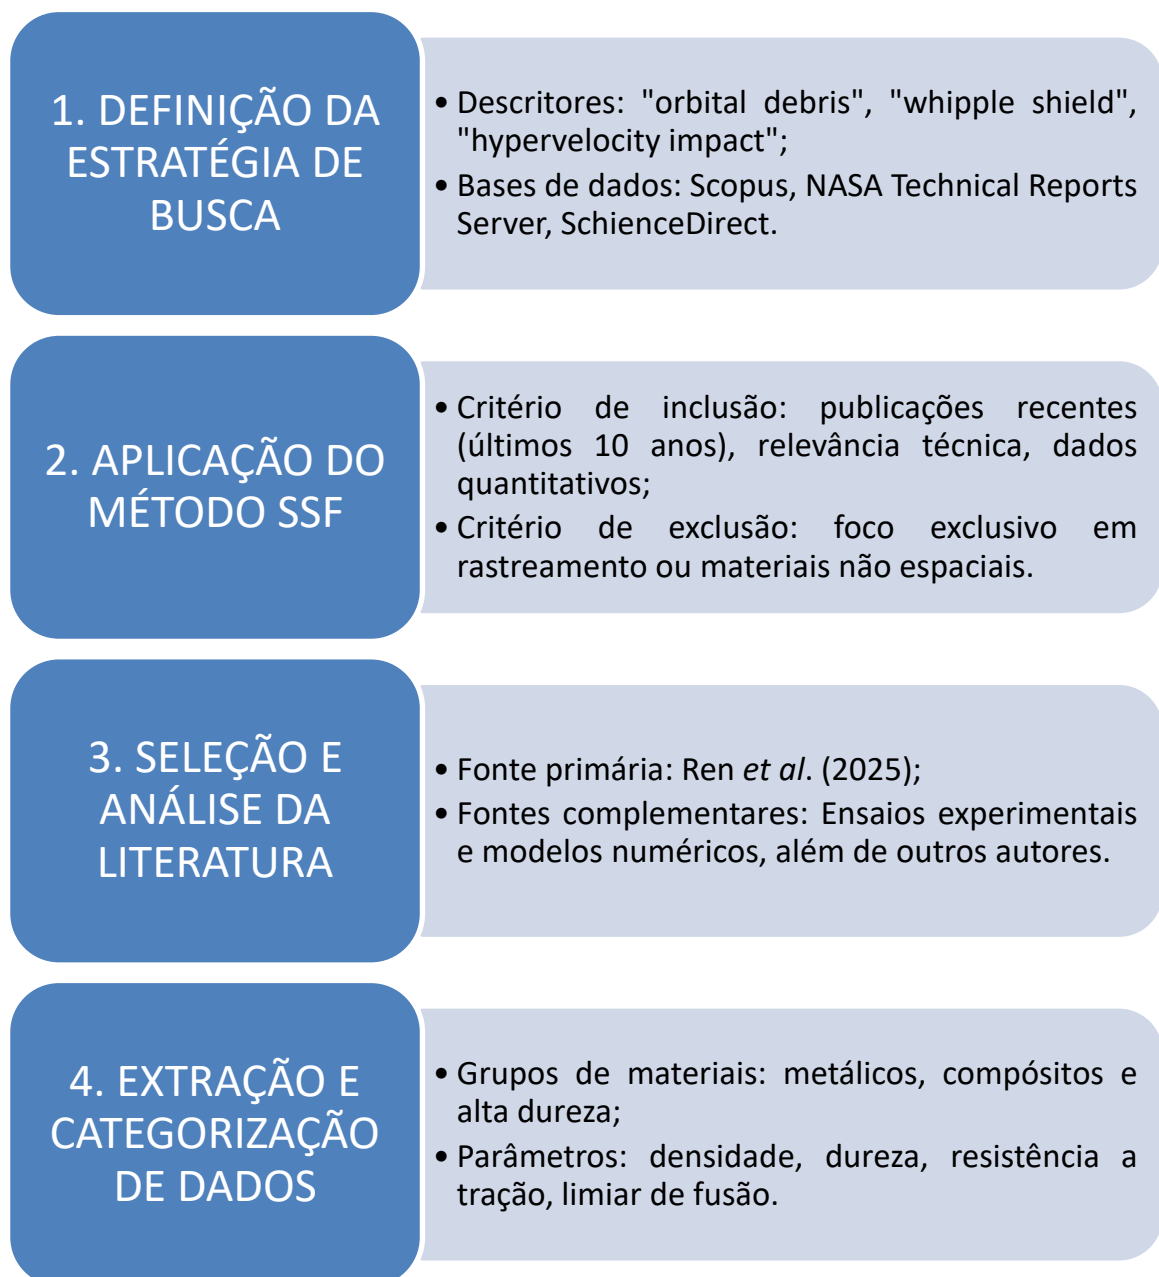 1. DEFINIÇÃO DA
ESTRATÉGIA DE
BUSCA
• Descritores: "orbital debris", "whipple shield",
"hypervelocity impact";
• Bases de dados: Scopus, NASA Technical Reports
Server, SchienceDirect.
2. APLICAÇÃO DO
MÉTODO SSF
• Critério de inclusão: publicações recentes
(últimos 10 anos), relevância técnica, dados
quantitativos;
• Critério de exclusão: foco exclusivo em
rastreamento ou materiais não espaciais.
3. SELEÇÃO E
ANÁLISE DA
LITERATURA
• Fonte primária: Ren et al. (2025);
• Fontes complementares: Ensaios experimentais
e modelos numéricos, além de outros autores.
4. EXTRAÇÃO E
CATEGORIZAÇÃO
DE DADOS
• Grupos de materiais: metálicos, compósitos e
alta dureza;
• Parâmetros: densidade, dureza, resistência a
tração, limiar de fusão.